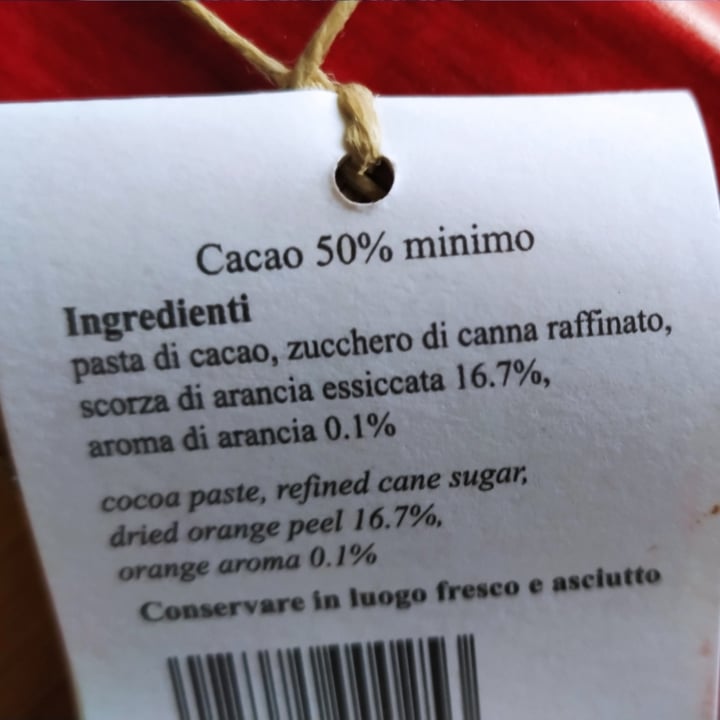 Cacao 50% minimo
Ingredienti
pasta di cacao, zucchero di canna raffinato,
scorza di arancia essiccata 16.7%,
aroma di arancia 0.1%
cocoa paste, refined cane sugar,
dried orange peel 16.7%,
orange aroma 0.1%
Conservare in luogo fresco e asciutto